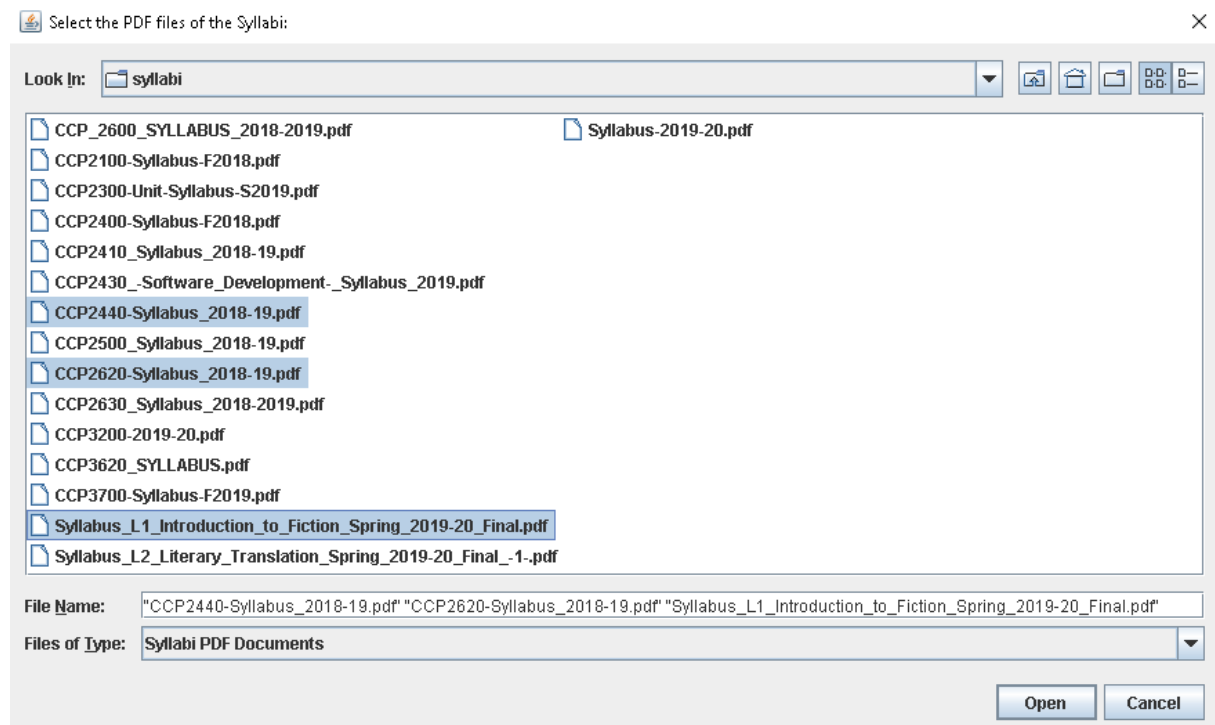 Select the PDF files of the Syllabi:
Look In: syllabi
CCP_2600_SYLLABUS_2018-2019.pdf
CCP2100-Syllabus-F2018.pdf
CCP2300-Unit-Syllabus-S2019.pdf
CCP2400-Syllabus-F2018.pdf
CCP2410_Syllabus_2018-19.pdf
CCP2430_-Software_Development-_Syllabus_2019.pdf
CCP2440-Syllabus_2018-19.pdf
CCP2500_Syllabus_2018-19.pdf
CCP2620-Syllabus_2018-19.pdf
CCP2630_Syllabus_2018-2019.pdf
CCP3200-2019-20.pdf
CCP3620_SYLLABUS.pdf
CCP3700-Syllabus-F2019.pdf
Syllabus_L1_Introduction_to_Fiction_Spring_2019-20_Final.pdf
Syllabus_L2_Literary_Translation_Spring_2019-20_Final_-1-.pdf
Syllabus-2019-20.pdf
File Name: "CCP2440-Syllabus_2018-19.pdf" "CCP2620-Syllabus_2018-19.pdf" "Syllabus_L1_Introduction_to_Fiction_Spring_2019-20_Final.pdf"
Files of Type: Syllabi PDF Documents
Open Cancel